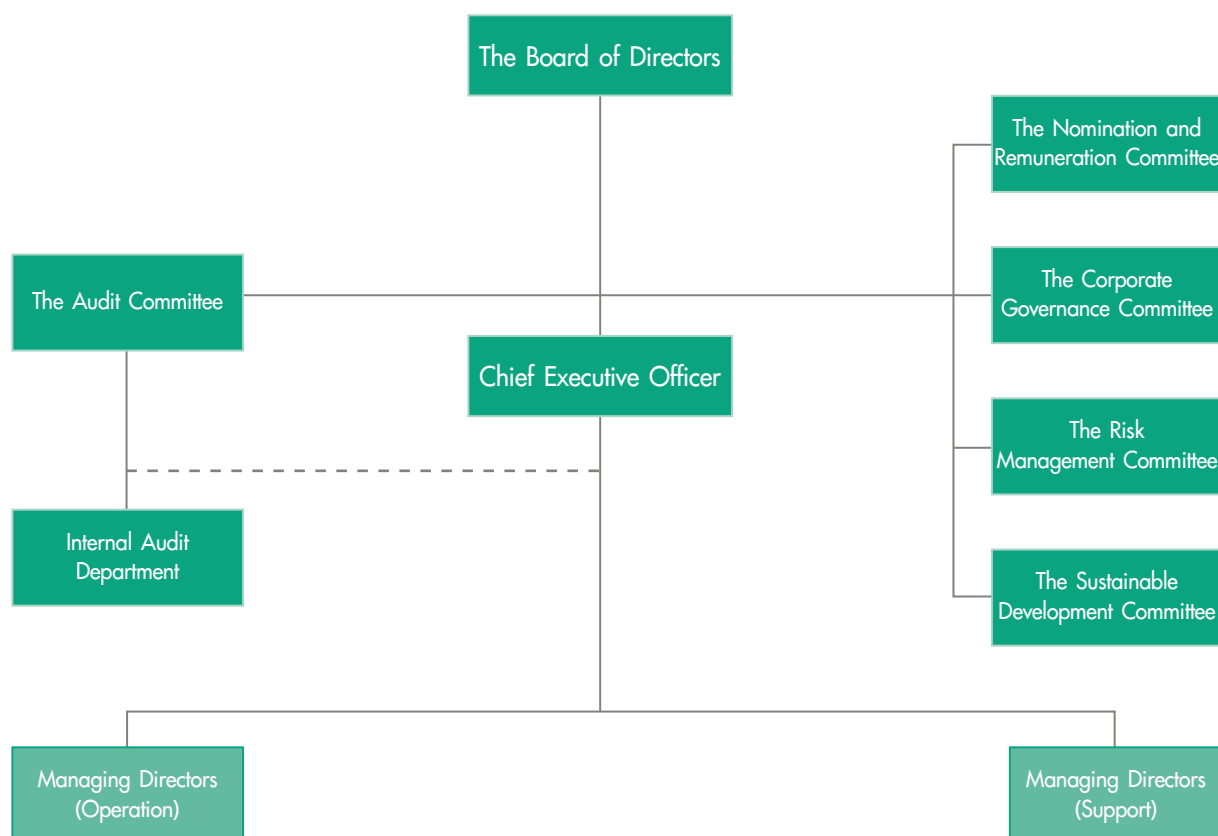 The Board of Directors
The Nomination and
Remuneration Committee
The Audit Committee
The Corporate
Governance Committee
Chief Executive Officer
The Risk
Management Committee
Internal Audit
Department
The Sustainable
Development Committee
Managing Directors
(Operation)
Managing Directors
(Support)